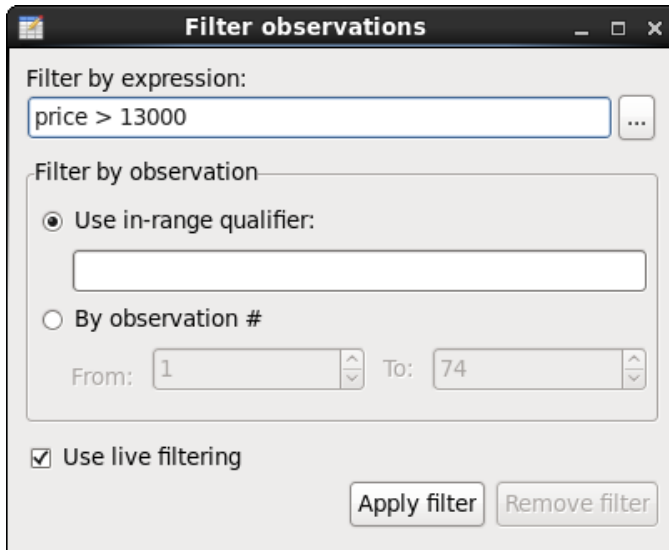 Filter observations
Filter by expression:
price > 13000
...
Filter by observation
Use in-range qualifier:
By observation #
From: 1 To: 74
Use live filtering
Apply filter Remove filter